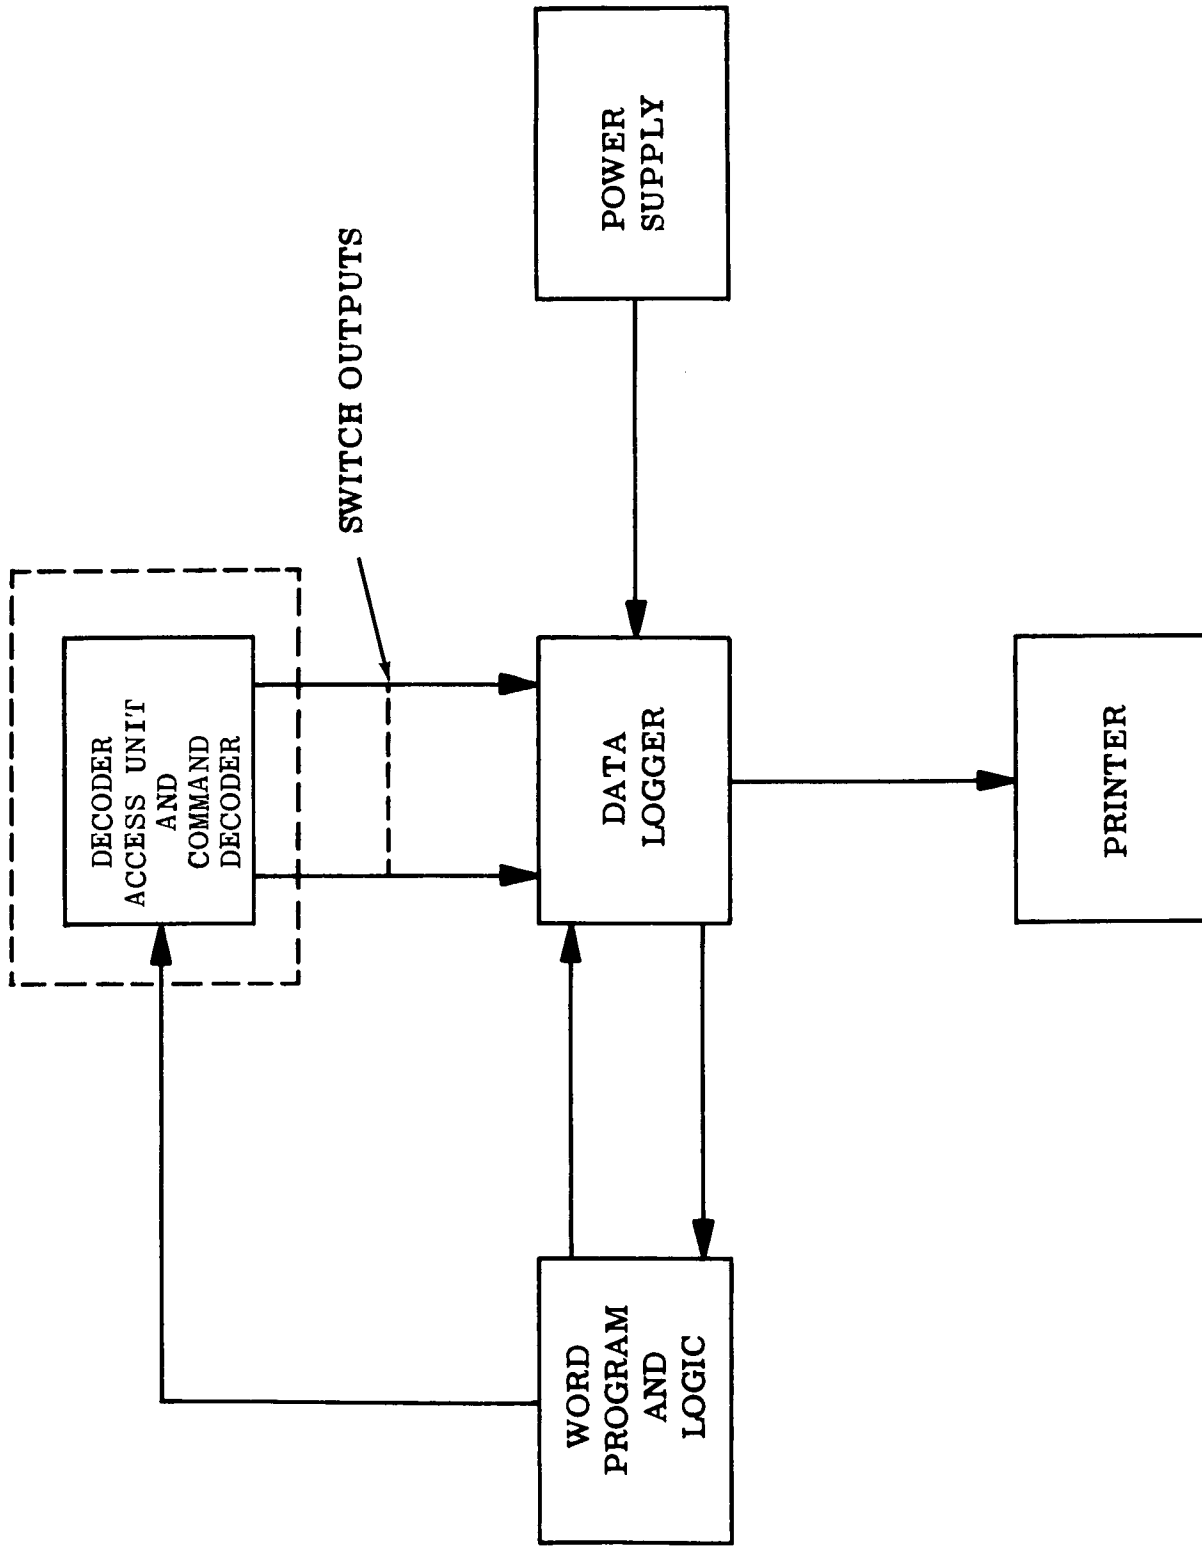 DECODER
ACCESS UNIT
AND
COMMAND
DECODER
SWITCH OUTPUTS
WORD
PROGRAM
AND
LOGIC
DATA
LOGGER
POWER
SUPPLY
PRINTER